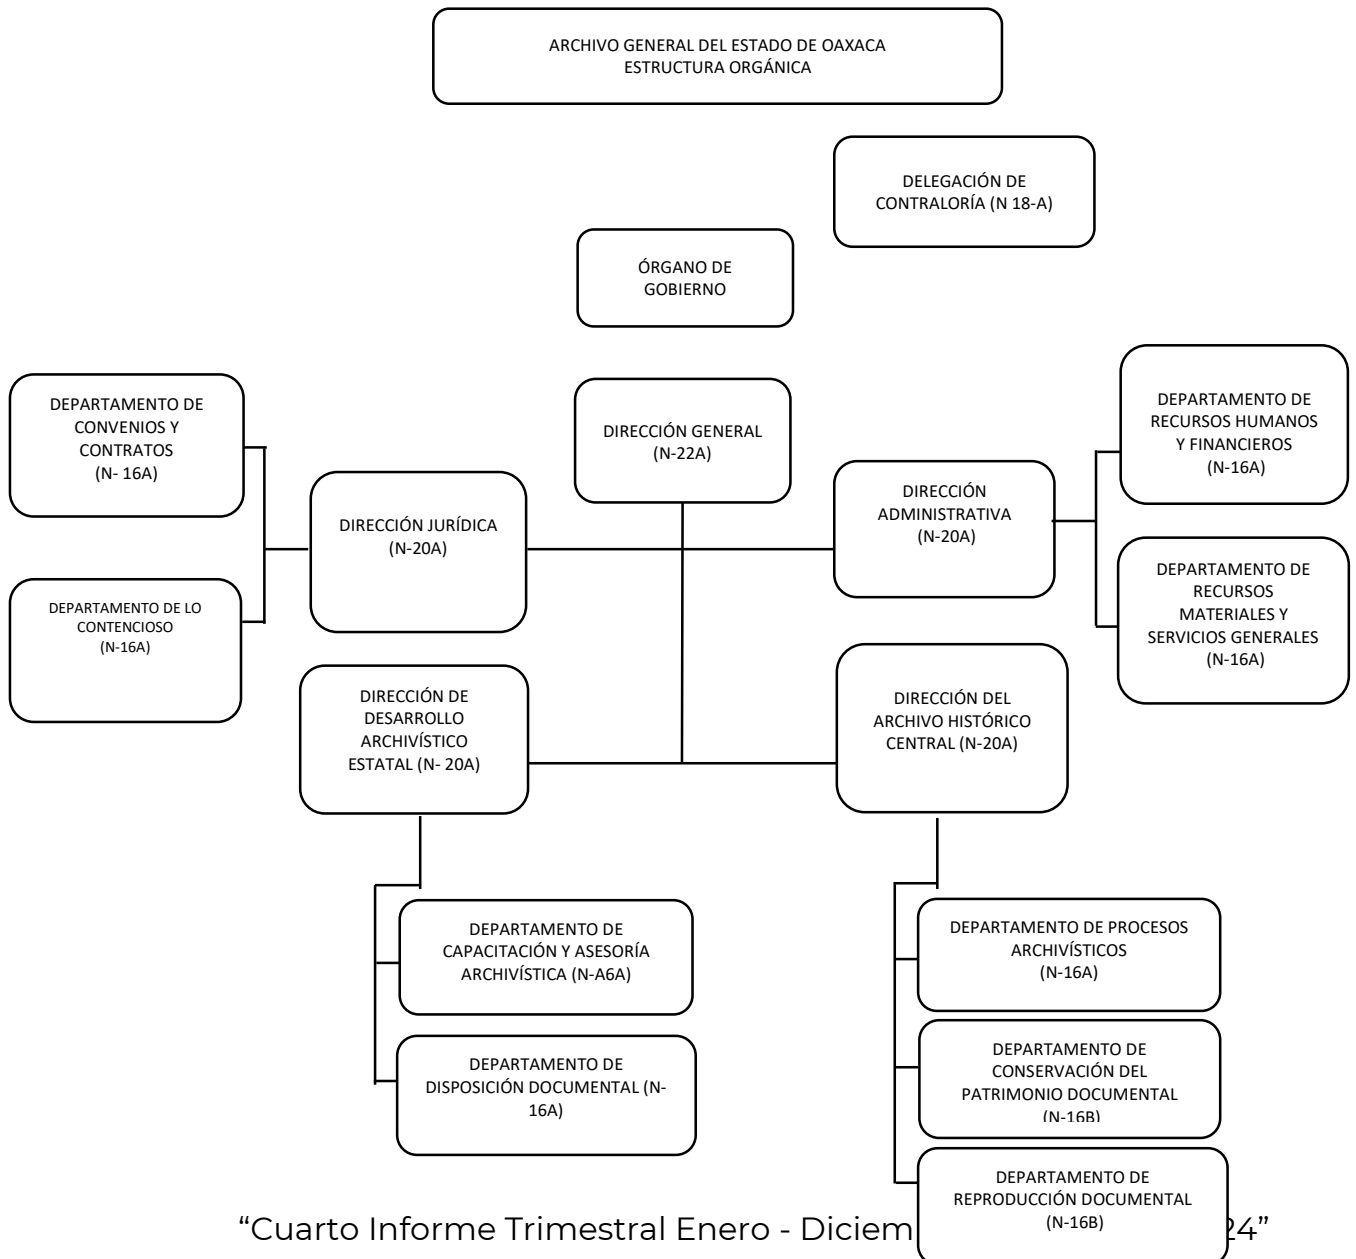 ARCHIVO GENERAL DEL ESTADO DE OAXACA
ESTRUCTURA ORGÁNICA
DELEGACIÓN DE
CONTRALORÍA (N 18-A)
ÓRGANO DE
GOBIERNO
DEPARTAMENTO DE
CONVENIOS Y
CONTRATOS
(N- 16A)
DIRECCIÓN GENERAL
(N-22A)
DEPARTAMENTO DE
RECURSOS HUMANOS
Y FINANCIEROS
(N-16A)
DIRECCIÓN JURÍDICA
(N-20A)
DIRECCIÓN
ADMINISTRATIVA
(N-20A)
DEPARTAMENTO DE LO
CONTENCIOSO
(N-16A)
DEPARTAMENTO DE
RECURSOS
MATERIALES Y
SERVICIOS GENERALES
(N-16A)
DIRECCIÓN DE
DESARROLLO
ARCHIVÍSTICO
ESTATAL (N- 20A)
DIRECCIÓN DEL
ARCHIVO HISTÓRICO
CENTRAL (N-20A)
DEPARTAMENTO DE
CAPACITACIÓN Y ASESORÍA
ARCHIVÍSTICA (N-A6A)
DEPARTAMENTO DE
DISPOSICIÓN DOCUMENTAL (N-
16A)
DEPARTAMENTO DE PROCESOS
ARCHIVÍSTICOS
(N-16A)
DEPARTAMENTO DE
CONSERVACIÓN DEL
PATRIMONIO DOCUMENTAL
(N-16B)
DEPARTAMENTO DE
REPRODUCCIÓN DOCUMENTAL
(N-16B)
“Cuarto Informe Trimestral Enero - Diciem 24”